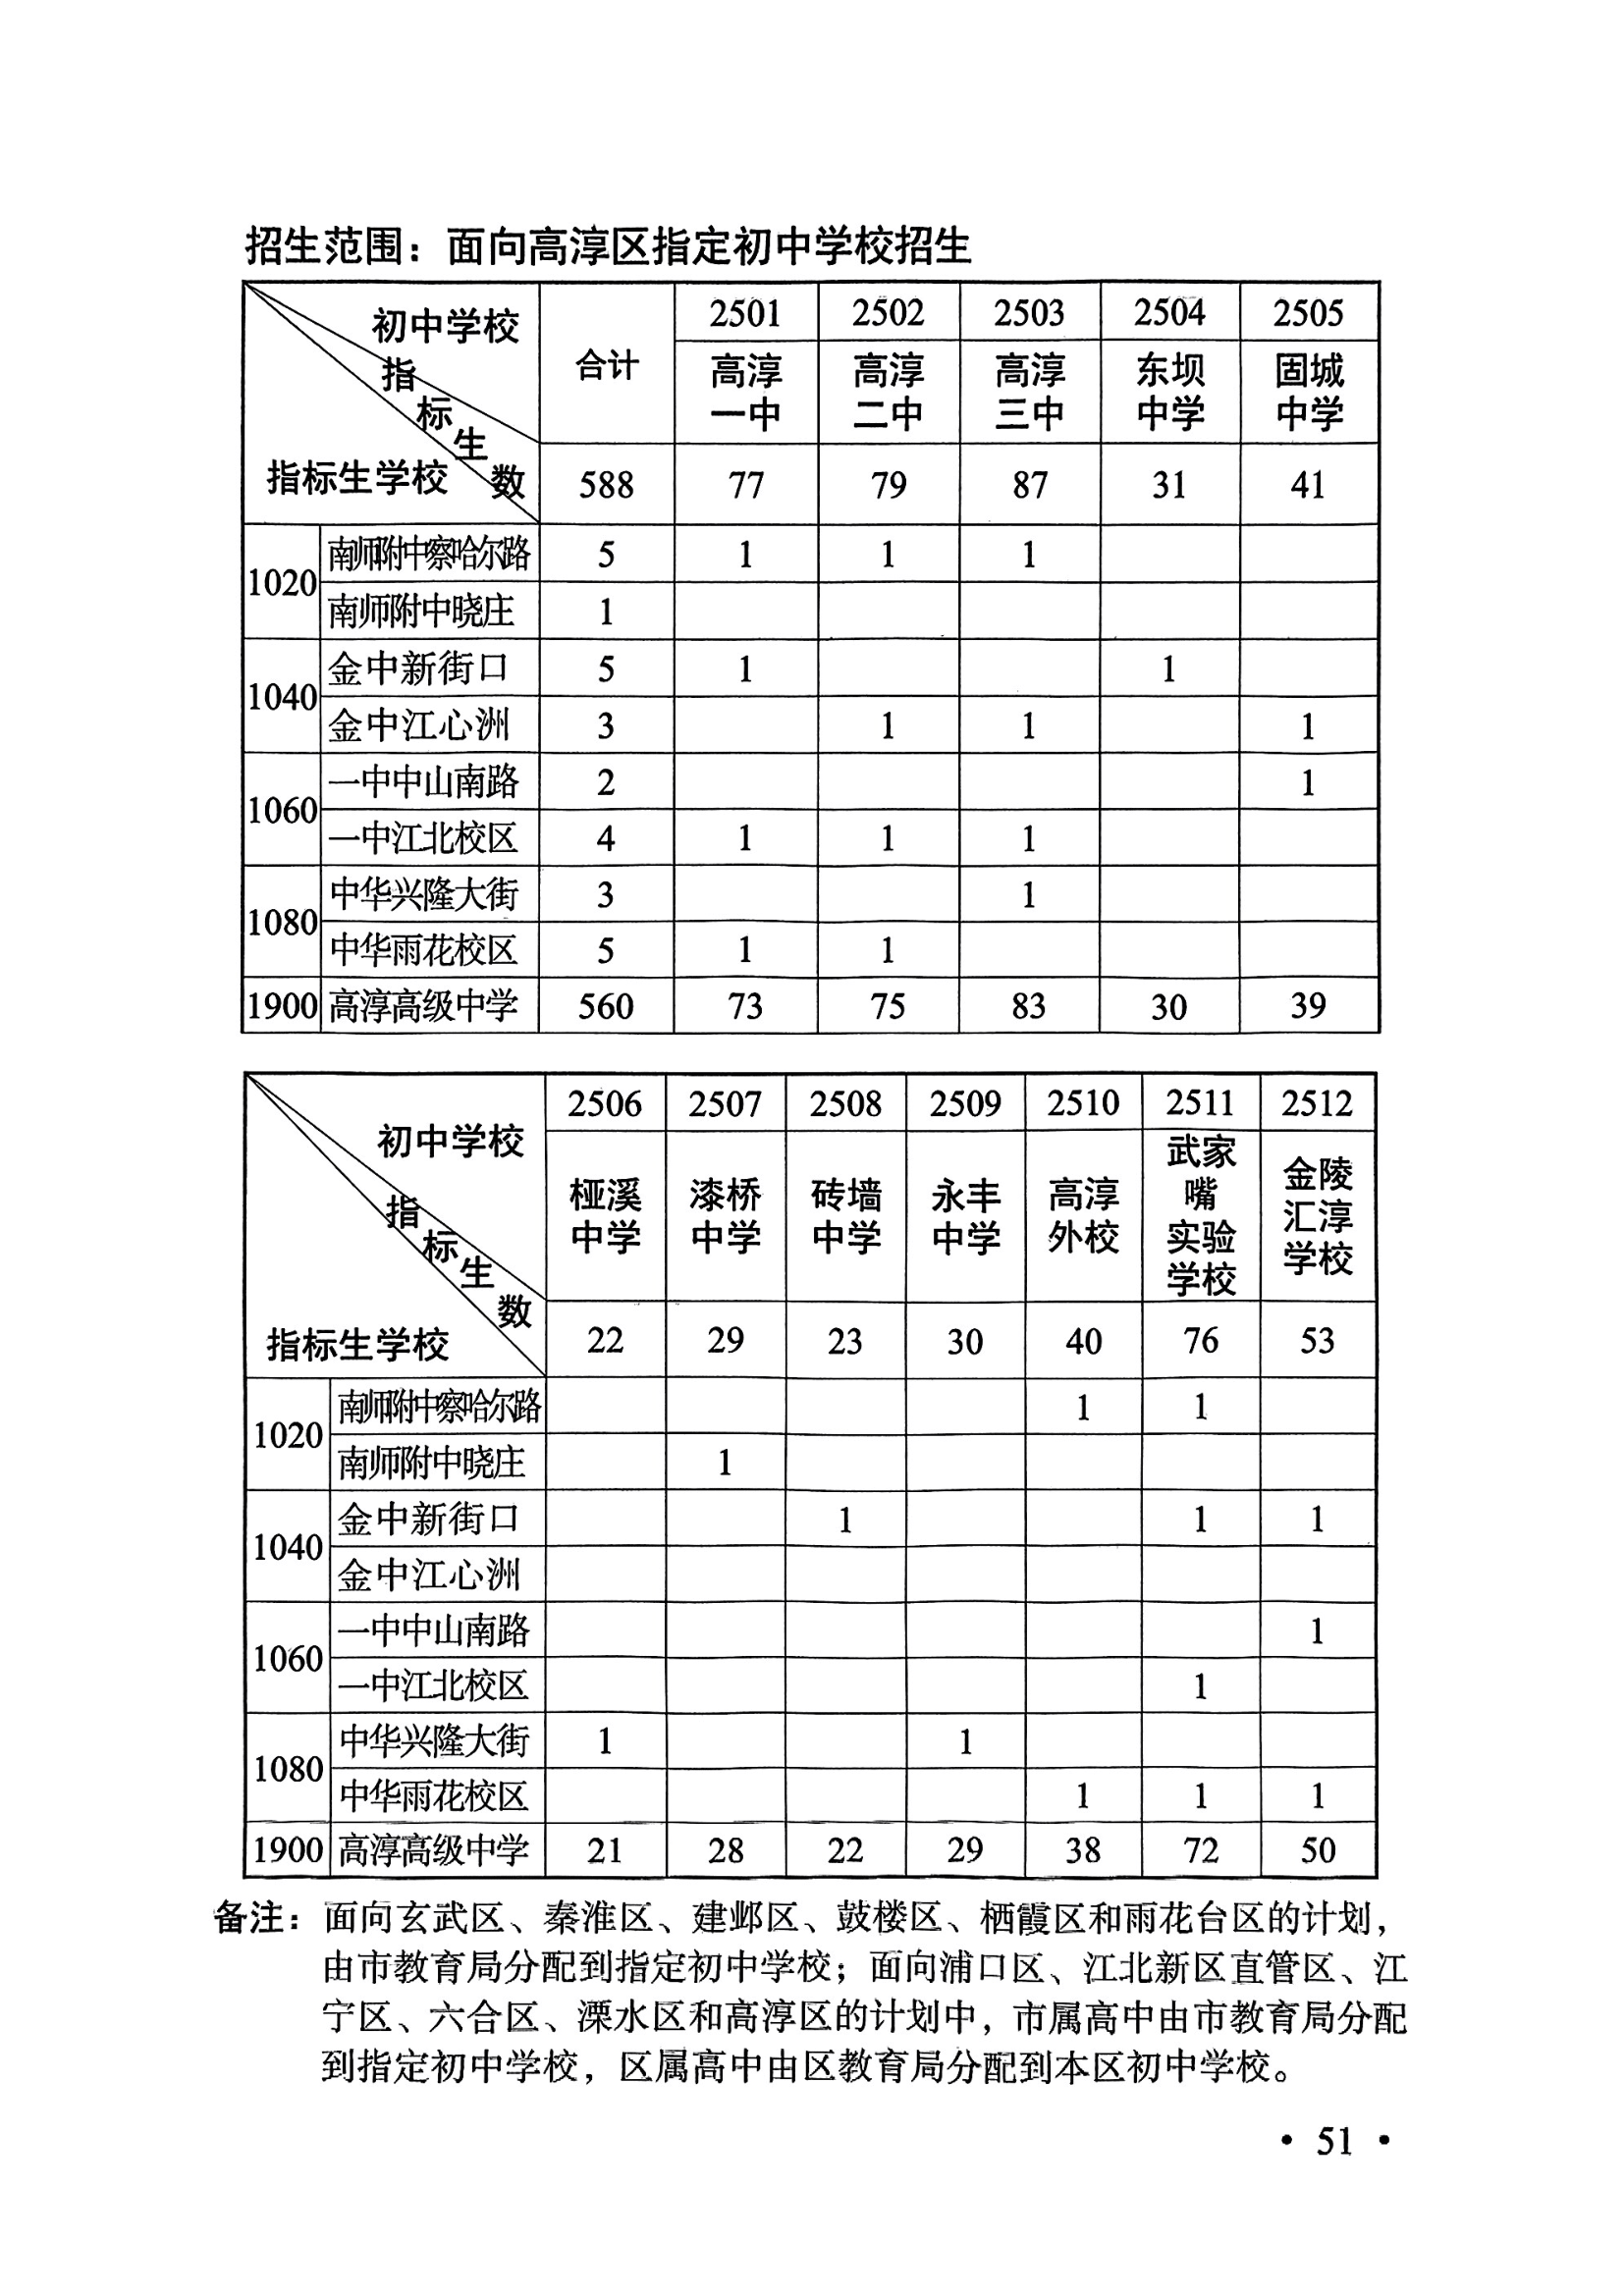 招生范围：面向高淳区指定初中学校招生
初中学校 指标生数 指标生学校 合计 2501 2502 2503 2504 2505
高淳一中 高淳二中 高淳三中 东坝中学 固城中学
588 77 79 87 31 41
1020 南师附中察哈尔路 5 1 1 1
南师附中晓庄 1
1040 金中新街口 5 1 1
金中江心洲 3 1 1 1
1060 一中中山南路 2 1
一中江北校区 4 1 1 1
1080 中华兴隆大街 3 1
中华雨花校区 5 1 1
1900 高淳高级中学 560 73 75 83 30 39
初中学校 指标生数 指标生学校 2506 2507 2508 2509 2510 2511 2512
桠溪中学 漆桥中学 砖墙中学 永丰中学 高淳外校 武家嘴实验学校 金陵汇淳学校
22 29 23 30 40 76 53
1020 南师附中察哈尔路 1 1
南师附中晓庄 1
1040 金中新街口 1 1 1
金中江心洲
1060 一中中山南路 1
一中江北校区 1
1080 中华兴隆大街 1 1
中华雨花校区 1 1 1
1900 高淳高级中学 21 28 22 29 38 72 50
备注：面向玄武区、秦淮区、建邺区、鼓楼区、栖霞区和雨花台区的计划，
由市教育局分配到指定初中学校；面向浦口区、江北新区直管区、江
宁区、六合区、溧水区和高淳区的计划中，市属高中由市教育局分配
到指定初中学校，区属高中由区教育局分配到本区初中学校。
• 51 •